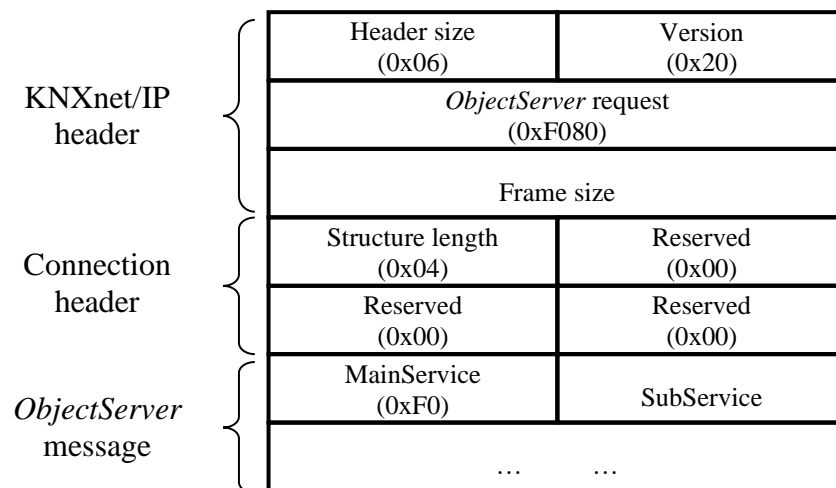 KNXnet/IP
header
Header size
(0x06)
Version
(0x20)
ObjectServer request
(0xF080)
Frame size
Connection
header
Structure length
(0x04)
Reserved
(0x00)
Reserved
(0x00)
Reserved
(0x00)
ObjectServer
message
MainService
(0xF0)
SubService
… …